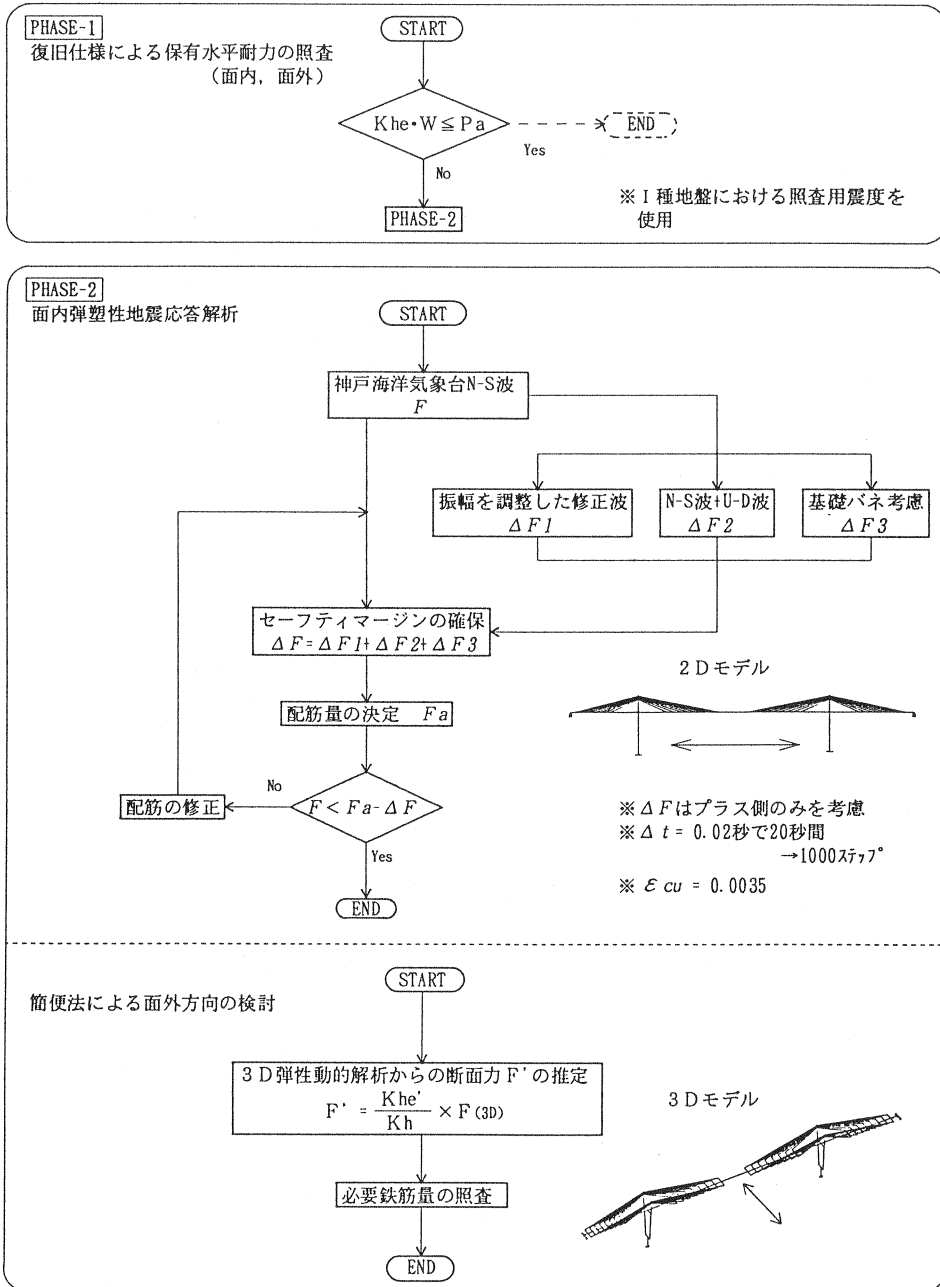 PHASE-1
復旧仕様による保有水平耐力の照査
(面内, 面外)
START
Khe・W≦Pa
Yes
END
No
PHASE-2
※Ⅰ種地盤における照査用震度を
使用
PHASE-2
面内弾塑性地震応答解析
START
神戸海洋気象台N-S波
F
振幅を調整した修正波
ΔF1
N-S波+U-D波
ΔF2
基礎バネ考慮
ΔF3
セーフティマージンの確保
ΔF=ΔF1+ΔF2+ΔF3
2Dモデル
配筋量の決定 Fa
F < Fa-ΔF
No
配筋の修正
Yes
END
※ΔFはプラス側のみを考慮
※Δt = 0.02秒で20秒間
→1000ステップ
※ εcu = 0.0035
簡便法による面外方向の検討
START
3D弾性動的解析からの断面力F'の推定
F' = Khe'/Kh × F(3D)
3Dモデル
必要鉄筋量の照査
END